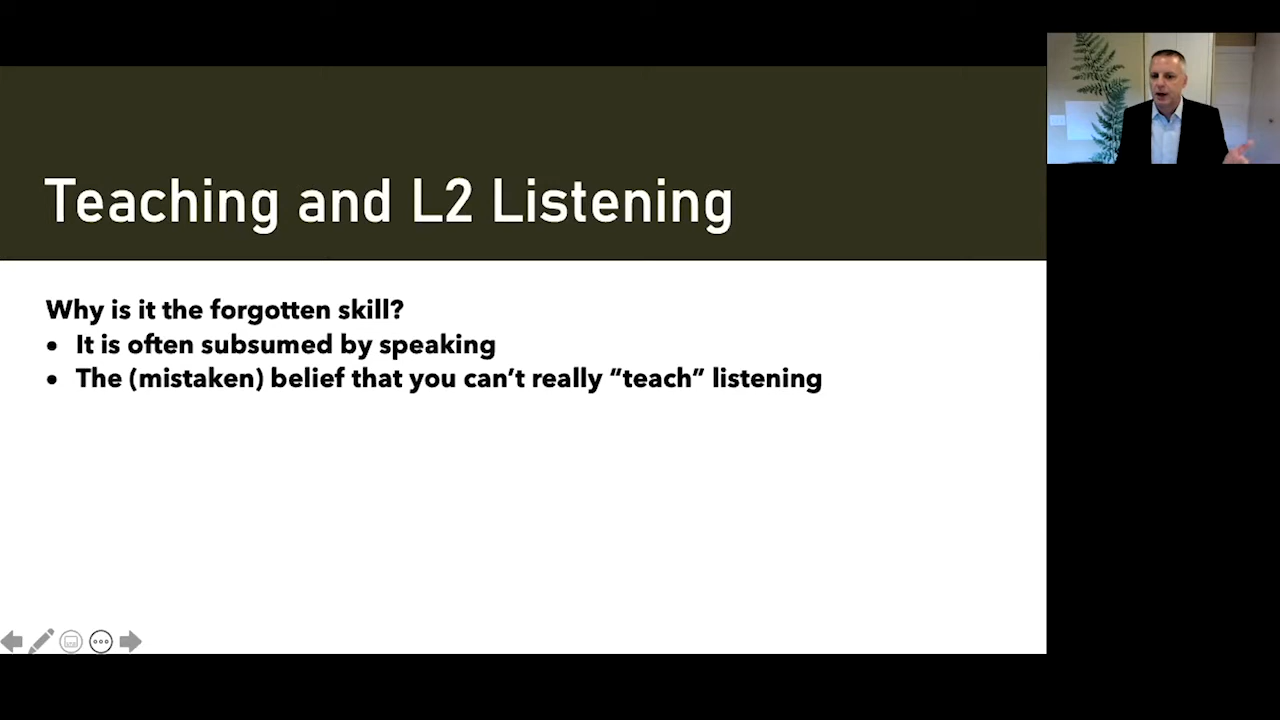 Teaching and L2 Listening
Why is it the forgotten skill?
• It is often subsumed by speaking
• The (mistaken) belief that you can’t really “teach” listening